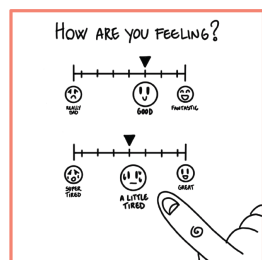 HOW ARE YOU FEELING?
REALLY BAD
GOOD
FANTASTIC
SUPER TIRED
A LITTLE TIRED
GREAT